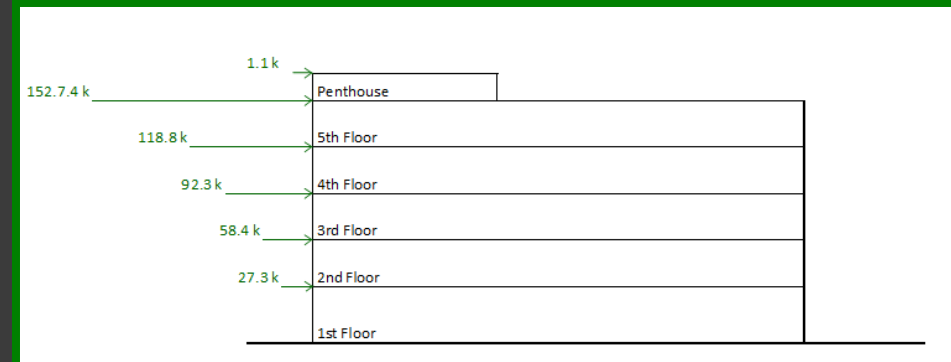 1.1 k
152.7.4 k
Penthouse
118.8 k
5th Floor
92.3 k
4th Floor
58.4 k
3rd Floor
27.3 k
2nd Floor
1st Floor